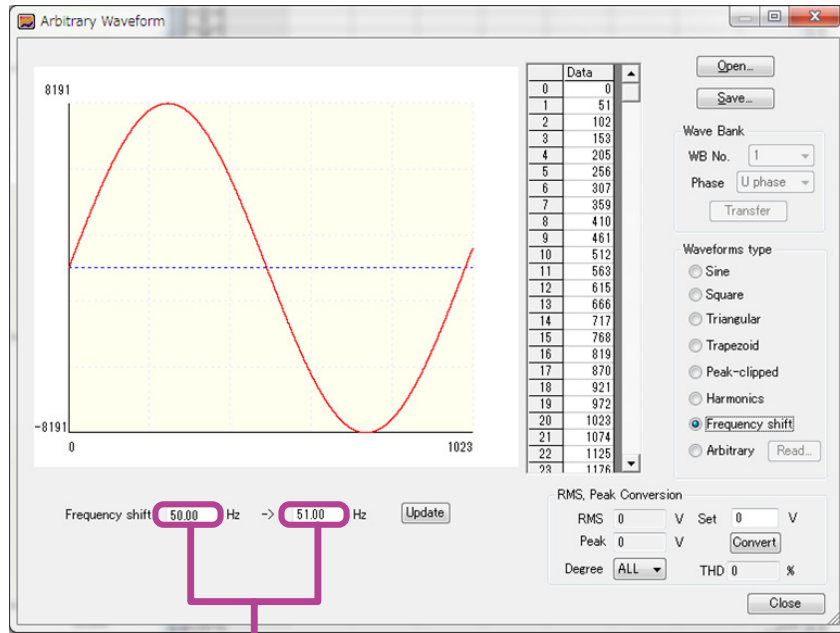 Arbitrary Waveform
8191
-8191
0
1023
Data
0 0
1 51
2 102
3 153
4 205
5 256
6 307
7 359
8 410
9 461
10 512
11 563
12 615
13 666
14 717
15 768
16 819
17 870
18 921
19 972
20 1023
21 1074
22 1125
23 1176
Open...
Save...
Wave Bank
WB No. 1
Phase U phase
Transfer
Waveforms type
Sine
Square
Triangular
Trapezoid
Peak-clipped
Harmonics
Frequency shift
Arbitrary Read...
Frequency shift 50.00 Hz -> 51.00 Hz Update
RMS, Peak Conversion
RMS 0 V Set 0 V
Peak 0 V Convert
Degree ALL THD 0 %
Close